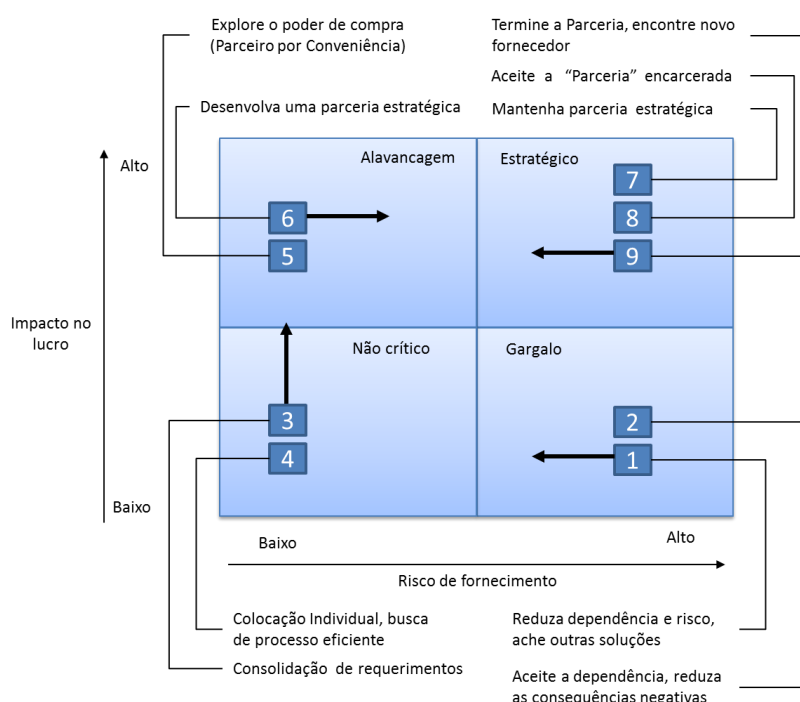 Explore o poder de compra
(Parceiro por Conveniência)
Termine a Parceria, encontre novo
fornecedor
Aceite a “Parceria” encarcerada
Desenvolva uma parceria estratégica
Mantenha parceria estratégica
Alto
Alavancagem
Estratégico
7
6
8
5
9
Impacto no
lucro
Não crítico
Gargalo
3
2
4
1
Baixo
Baixo
Alto
Risco de fornecimento
Colocação Individual, busca
de processo eficiente
Reduza dependência e risco,
ache outras soluções
Consolidação de requerimentos
Aceite a dependência, reduza
as consequências negativas